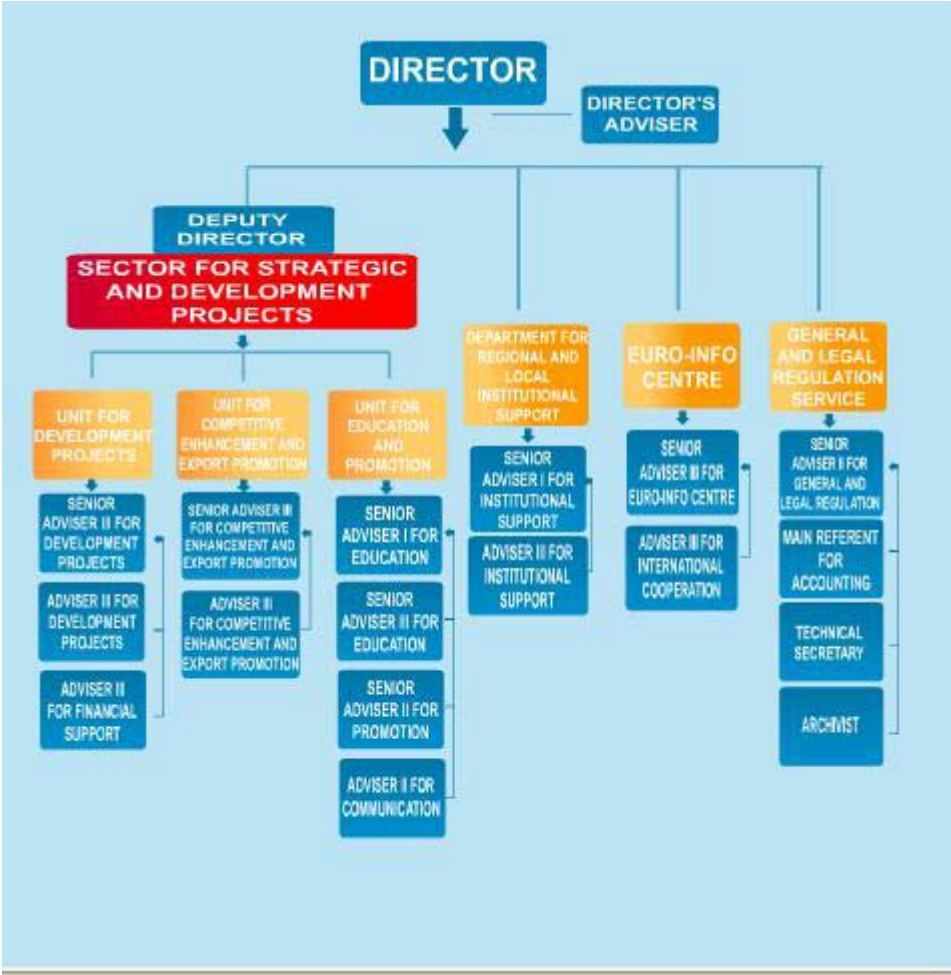 DIRECTOR
DIRECTOR'S
ADVISER
DEPUTY
DIRECTOR
SECTOR FOR STRATEGIC
AND DEVELOPMENT
PROJECTS
UNIT FOR
DEVELOPMENT
PROJECTS
SENIOR
ADVISER III FOR
DEVELOPMENT
PROJECTS
ADVISER III FOR
DEVELOPMENT
PROJECTS
ADVISER III
FOR FINANCIAL
SUPPORT
UNIT FOR
COMPETITIVE
ENHANCEMENT AND
EXPORT PROMOTION
SENIOR ADVISER III
FOR COMPETITIVE
ENHANCEMENT AND
EXPORT PROMOTION
ADVISER III
FOR COMPETITIVE
ENHANCEMENT AND
EXPORT PROMOTION
UNIT FOR
EDUCATION
AND
PROMOTION
SENIOR
ADVISER I FOR
EDUCATION
SENIOR
ADVISER III FOR
EDUCATION
SENIOR
ADVISER II FOR
PROMOTION
ADVISER II FOR
COMMUNICATION
DEPARTMENT FOR
REGIONAL AND
LOCAL
INSTITUTIONAL
SUPPORT
SENIOR
ADVISER I FOR
INSTITUTIONAL
SUPPORT
ADVISER III FOR
INSTITUTIONAL
SUPPORT
EURO-INFO
CENTRE
SENIOR
ADVISER III FOR
EURO-INFO CENTRE
ADVISER III FOR
INTERNATIONAL
COOPERATION
GENERAL
AND LEGAL
REGULATION
SERVICE
SENIOR
ADVISER II FOR
GENERAL AND
LEGAL REGULATION
MAIN REFERENT
FOR
ACCOUNTING
TECHNICAL
SECRETARY
ARCHIVIST